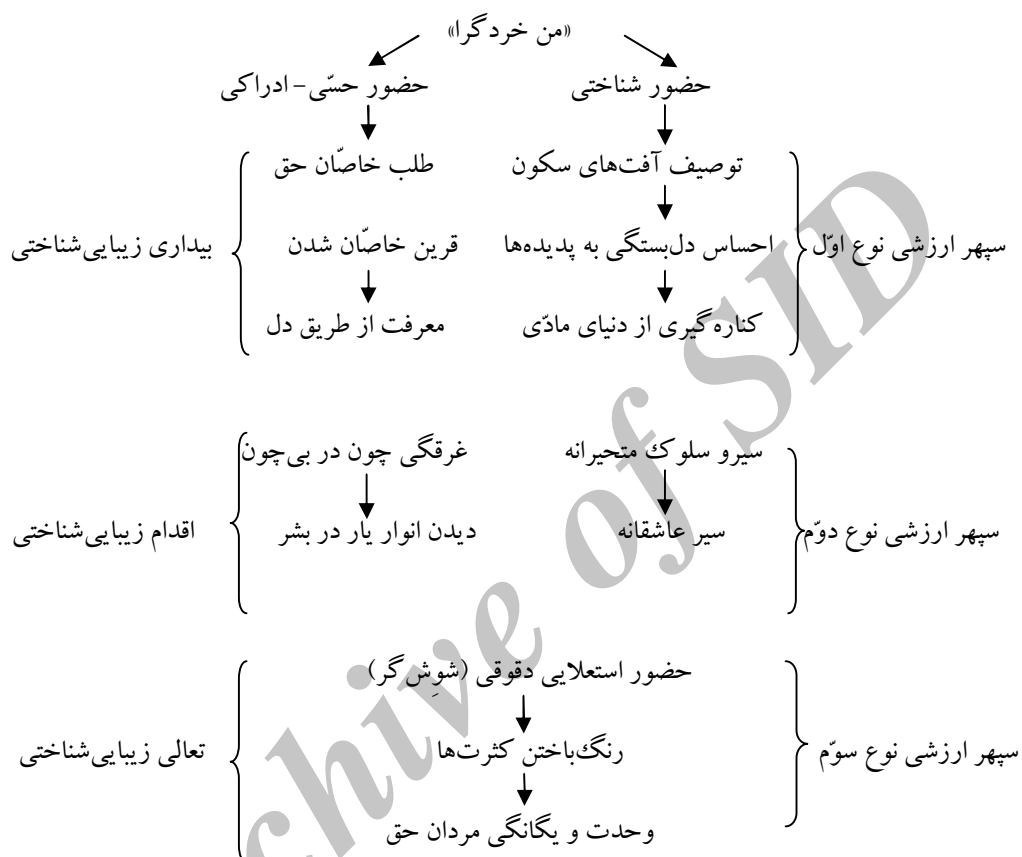 «من خردگرا»
حضور شناختی حضور حسّی-ادراکی
توصیف آفت‌های سکون طلب خاصّان حق
سپهر ارزشی نوع اوّل احساس دل‌بستگی به پدیده‌ها قرین خاصّان شدن بیداری زیبایی‌شناختی
کناره‌گیری از دنیای مادّی معرفت از طریق دل
سیرو سلوک متحیرانه غرقگی چون در بی‌چون
سپهر ارزشی نوع دوّم سیر عاشقانه دیدن انوار یار در بشر اقدام زیبایی‌شناختی
حضور استعلایی دقوقی (شوِش‌گر)
سپهر ارزشی نوع سوّم رنگ‌باختن کثرت‌ها تعالی زیبایی‌شناختی
وحدت و یگانگی مردان حق
chive of SID